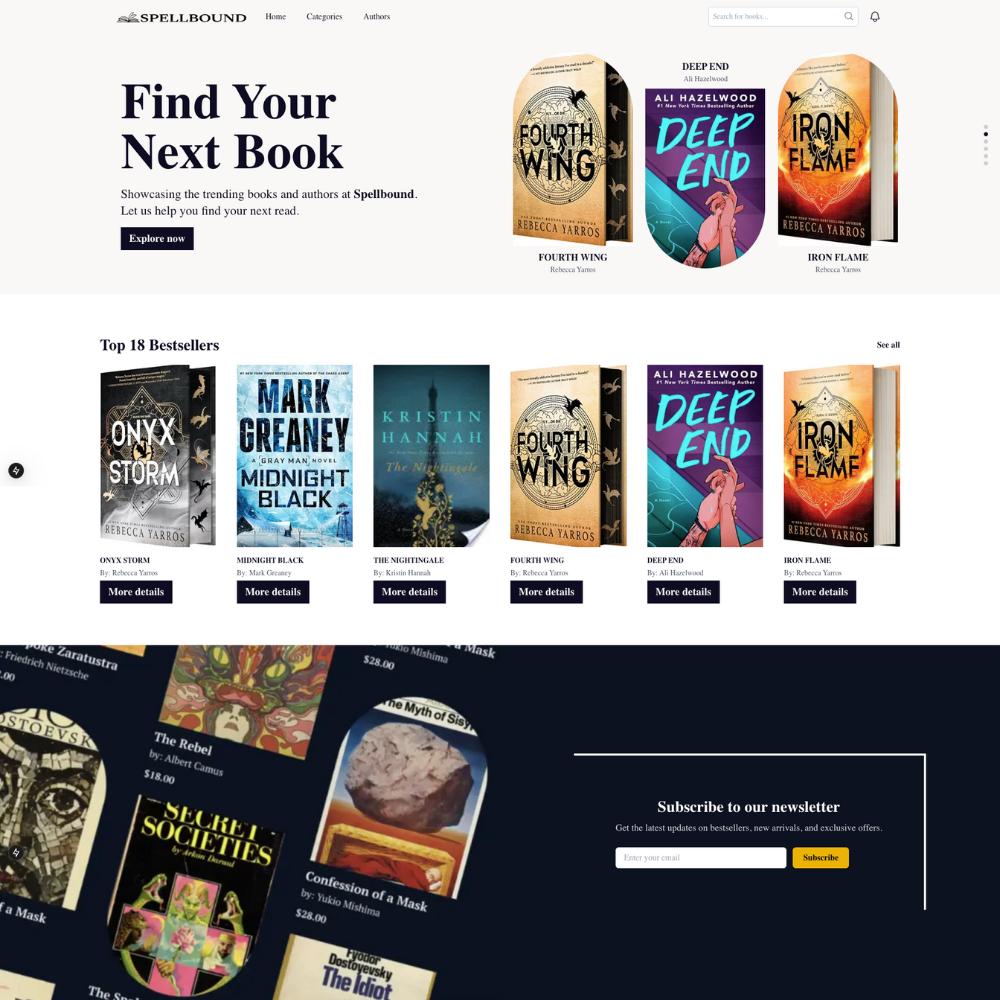 SPELLBOUND
Home
Categories
Authors
Search for books...
Find Your
Next Book
Showcasing the trending books and authors at Spellbound.
Let us help you find your next read.
Explore now
FOURTH
WING
REBECCA YARROS
FOURTH WING
Rebecca Yarros
DEEP END
Ali Hazelwood
ALI HAZELWOOD
#1 New York Times Bestselling Author
DEEP
END
IRON
FLAME
REBECCA YARROS
IRON FLAME
Rebecca Yarros
Top 18 Bestsellers
See all
ONYX
STORM
REBECCA YARROS
MARK
GREANEY
A GRAY MAN NOVEL
MIDNIGHT
BLACK
KRISTIN
HANNAH
The Nightingale
FOURTH
WING
REBECCA YARROS
ALI HAZELWOOD
#1 New York Times Bestselling Author
DEEP
END
IRON
FLAME
REBECCA YARROS
ONYX STORM
By: Rebecca Yarros
More details
MIDNIGHT BLACK
By: Mark Greaney
More details
THE NIGHTINGALE
By: Kristin Hannah
More details
FOURTH WING
By: Rebecca Yarros
More details
DEEP END
By: Ali Hazelwood
More details
IRON FLAME
By: Rebecca Yarros
More details
poke Zaratustra
: Friedrich Nietzsche
.00
Yukio Mishima
$28.00
a Mask
The Rebel
by: Albert Camus
$18.00
OSTOEVSK
The Myth of Sisy
SECRET
SOCIETIES
by Arkon Daraul
Confession of a Mask
by: Yukio Mishima
$28.00
of a Mask
Fyodor
Dostoyevsky
The Idiot
Subscribe to our newsletter
Get the latest updates on bestsellers, new arrivals, and exclusive offers.
Enter your email
Subscribe